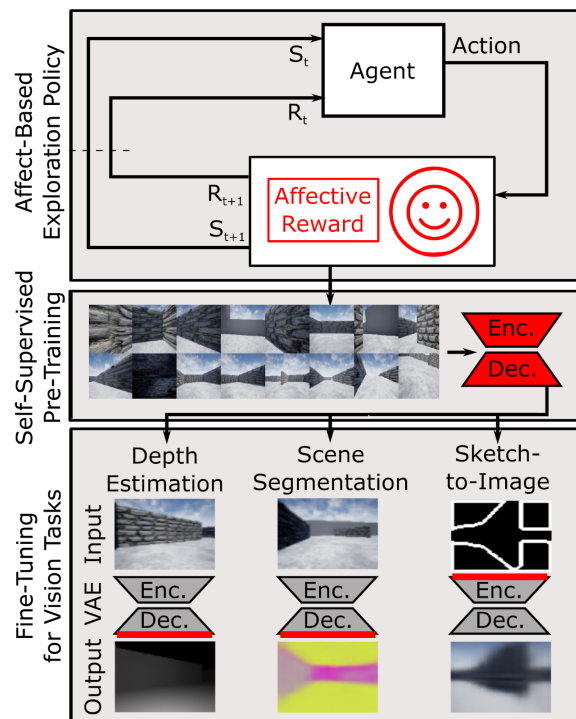 Affect-Based
Exploration Policy
S_t
Agent
Action
R_t
R_{t+1}
Affective
Reward
S_{t+1}
Self-Supervised
Pre-Training
Enc.
Dec.
Fine-Tuning
for Vision Tasks
Depth
Estimation
Scene
Segmentation
Sketch-
to-Image
Input
VAE
Enc.
Dec.
Enc.
Dec.
Enc.
Dec.
Output